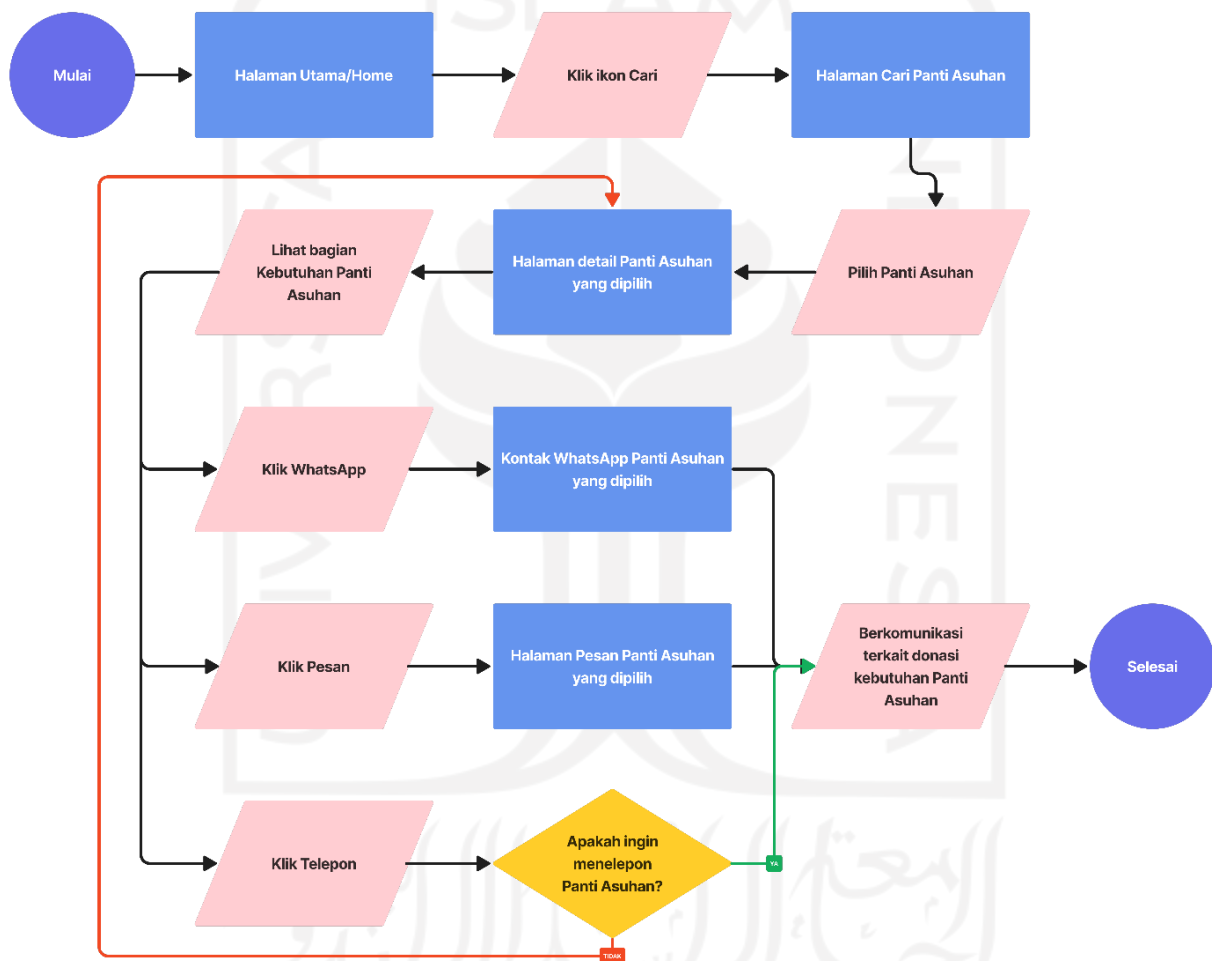 ISLAM
Mulai
Halaman Utama/Home
Klik ikon Cari
Halaman Cari Panti Asuhan
Lihat bagian
Kebutuhan Panti
Asuhan
Halaman detail Panti Asuhan
yang dipilih
Pilih Panti Asuhan
Klik WhatsApp
Kontak WhatsApp Panti Asuhan
yang dipilih
Klik Pesan
Halaman Pesan Panti Asuhan
yang dipilih
Berkomunikasi
terkait donasi
kebutuhan Panti
Asuhan
Selesai
Klik Telepon
Apakah ingin
menelepon
Panti Asuhan?
YA
TIDAK